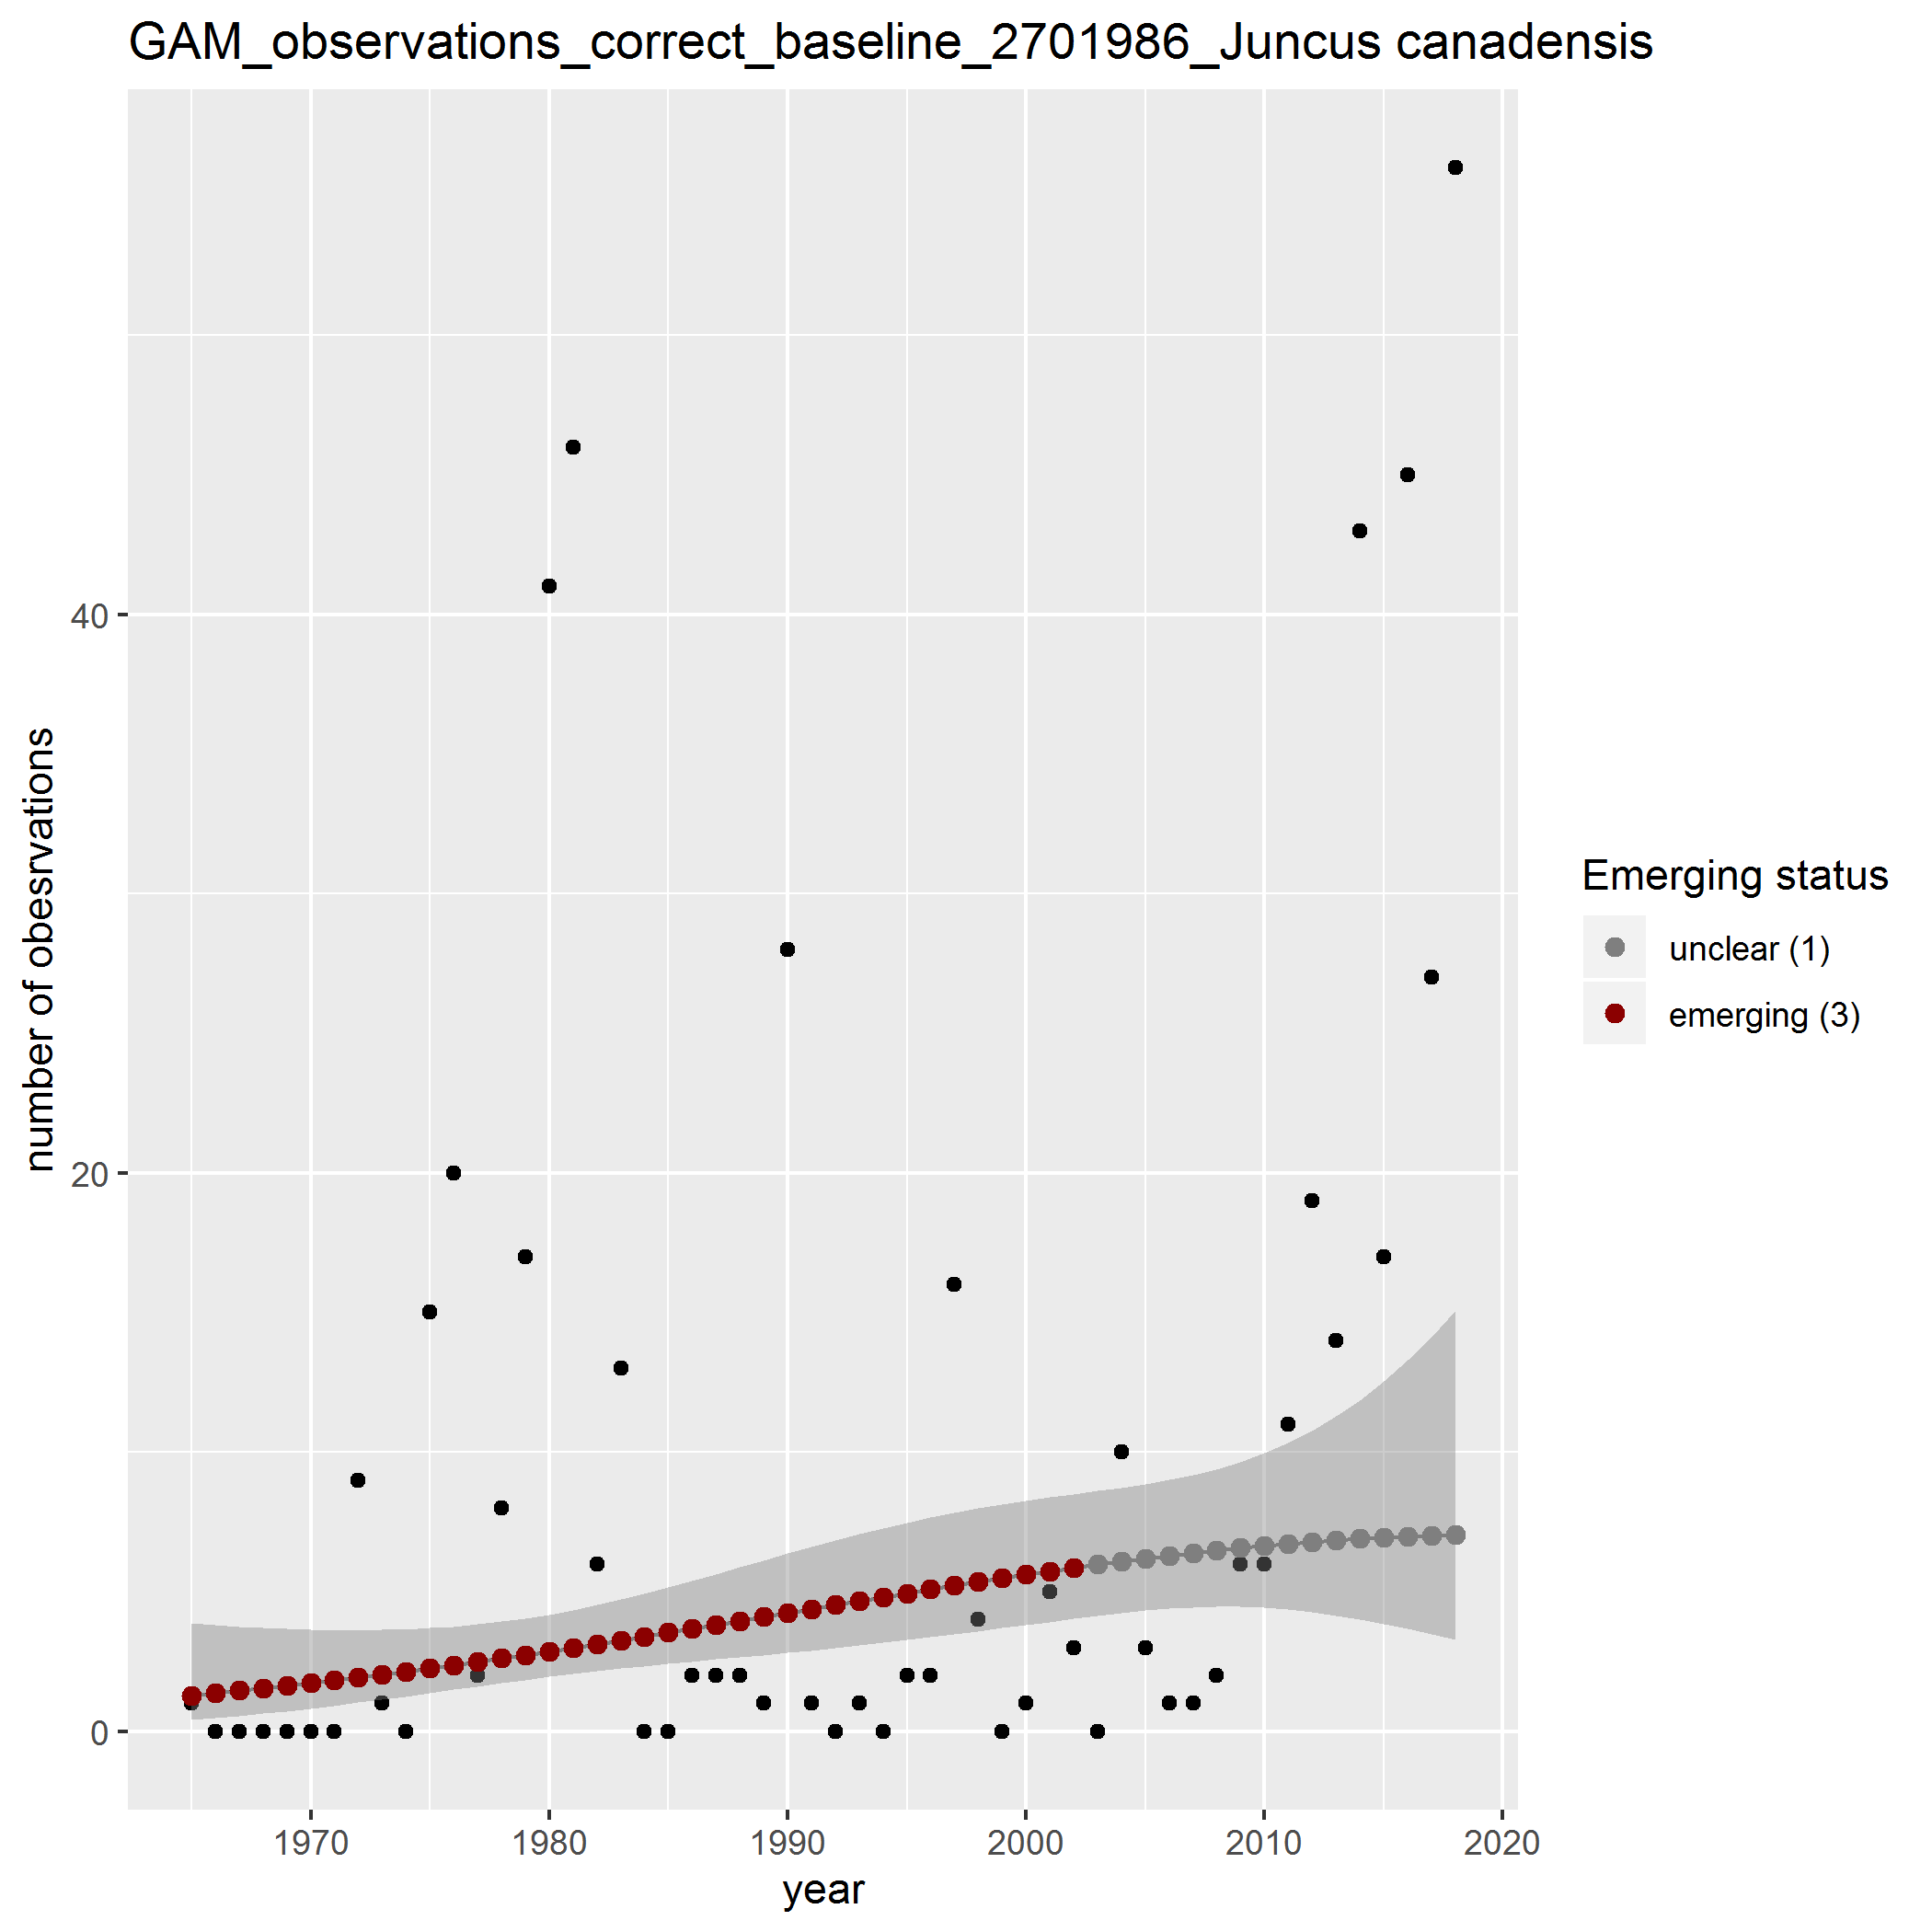 GAM_observations_correct_baseline_2701986_Juncus canadensis
number of obesrvations
40
20
0
1970
1980
1990
2000
2010
2020
year
Emerging status
unclear (1)
emerging (3)